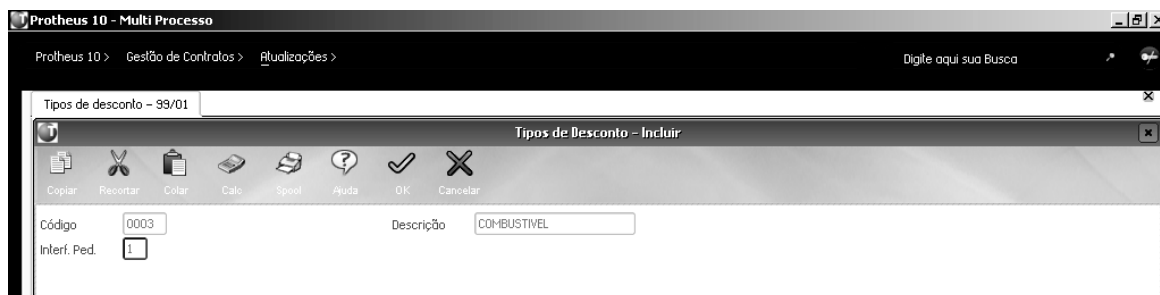 Protheus 10 - Multi Processo
Protheus 10 > Gestão de Contratos > Atualizações > Digite aqui sua Busca
Tipos de desconto - 99/01
Tipos de Desconto - Incluir
Copiar Recortar Colar Calc Spool Ajuda OK Cancelar
Código 0003 Descrição COMBUSTIVEL
Interf. Ped. 1